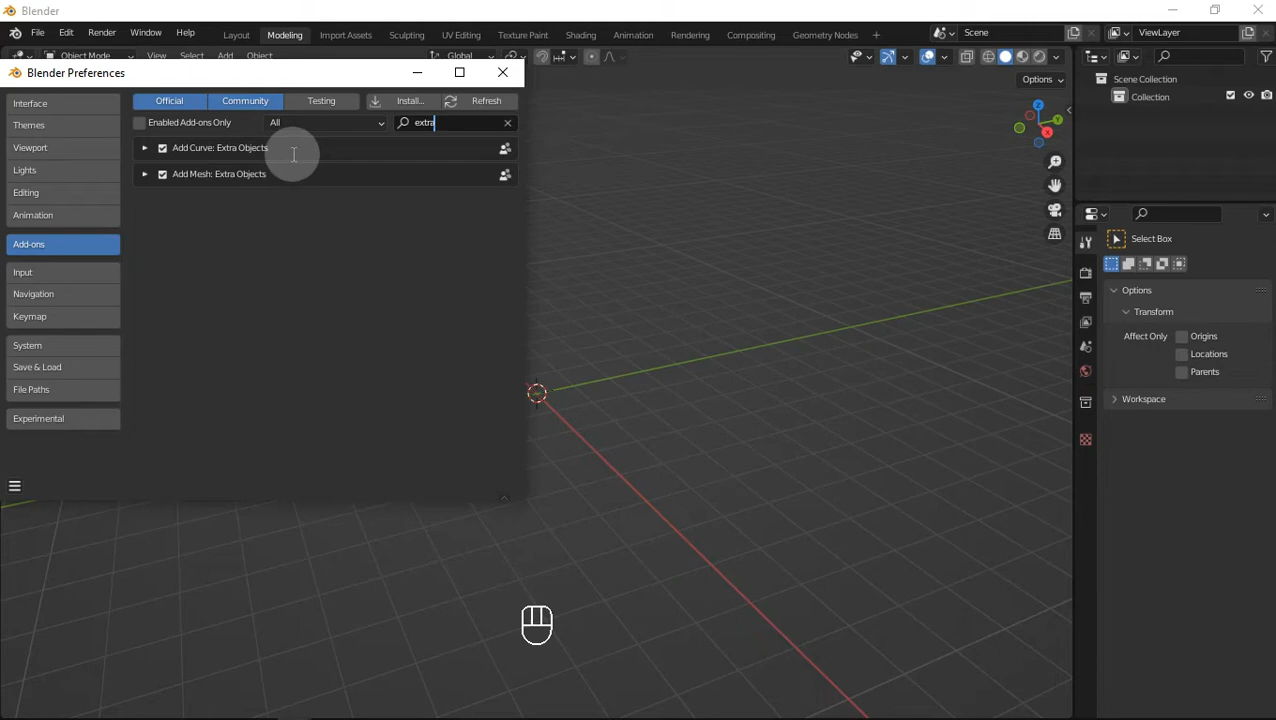 Blender
File Edit Render Window Help Layout Modeling Import Assets Sculpting UV Editing Texture Paint Shading Animation Rendering Compositing Geometry Nodes + Scene ViewLayer
Object Mode View Select Add Object Global
Blender Preferences
Options
Interface
Themes
Viewport
Lights
Editing
Animation
Add-ons
Input
Navigation
Keymap
System
Save & Load
File Paths
Experimental
Official Community Testing Install... Refresh
Enabled Add-ons Only All extra
Add Curve: Extra Objects
Add Mesh: Extra Objects
Z
Y
X
Scene Collection
Collection
Select Box
Options
Transform
Affect Only Origins
Locations
Parents
Workspace